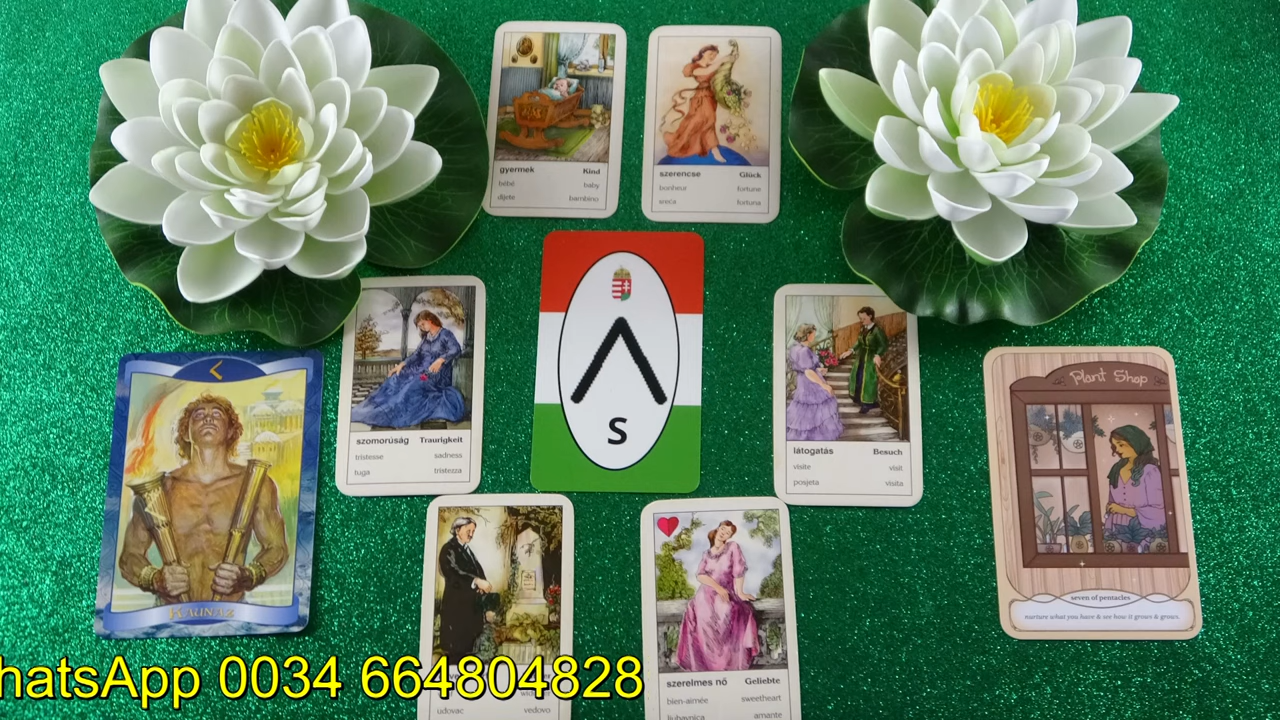 gyermek Kind
bébé baby
dijete bambino
szerencse Glück
bonheur fortune
sreća fortuna
szomorúság Traurigkeit
tristesse sadness
tuga tristezza
S
látogatás Besuch
visite visit
posjeta visita
KAUNAZ
Plant Shop
seven of pentacles
nurture what you have & see how it grows & grows.
udovac vedovo
szerelmes nő Geliebte
bien-aimée sweetheart
ljubavnica amante
hatsApp 0034 664804828